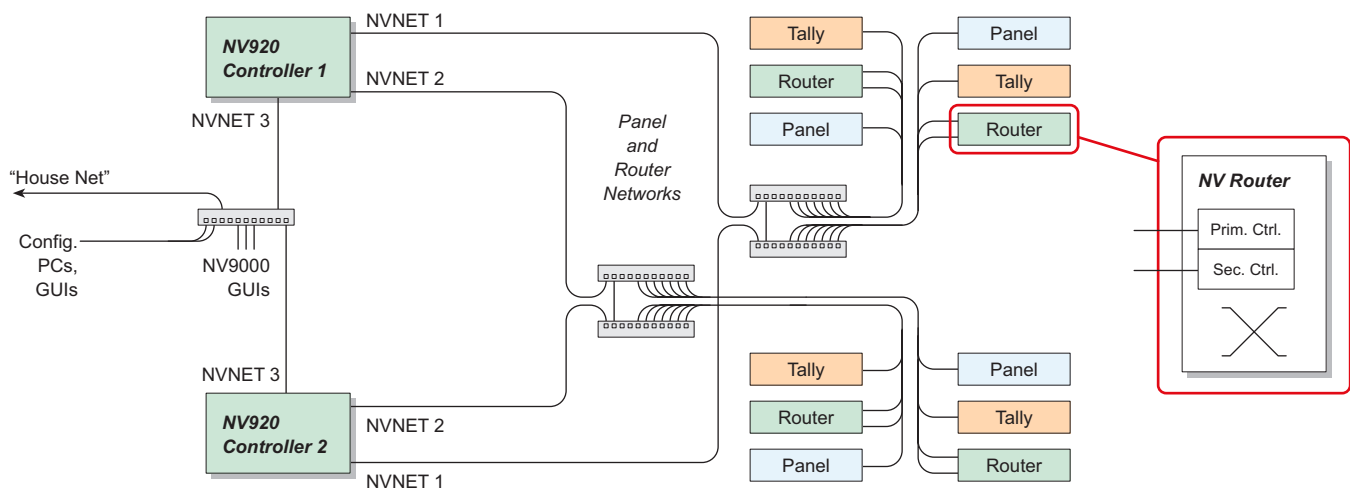 NV920
Controller 1
NVNET 1
NVNET 2
NVNET 3
“House Net”
Config.
PCs,
GUIs
NV9000
GUIs
NVNET 3
NV920
Controller 2
NVNET 2
NVNET 1
Panel
and
Router
Networks
Tally
Router
Panel
Panel
Tally
Router
Tally
Router
Panel
Panel
Tally
Router
NV Router
Prim. Ctrl.
Sec. Ctrl.